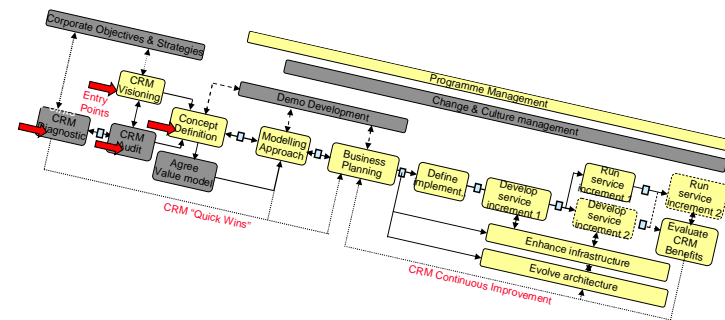 Corporate Objectives & Strategies
Programme Management
Change & Culture management
CRM
Visioning
Entry
Points
Demo Development
CRM
Diagnostic
CRM
Audit
Concept
Definition
Agree
Value model
Modelling
Approach
Business
Planning
Define
implement
Develop
service
increment 1
Run
service
increment 1
Develop
service
increment 2
Run
service
increment 2
Evaluate
CRM
Benefits
Enhance infrastructure
Evolve architecture
CRM "Quick Wins"
CRM Continuous Improvement